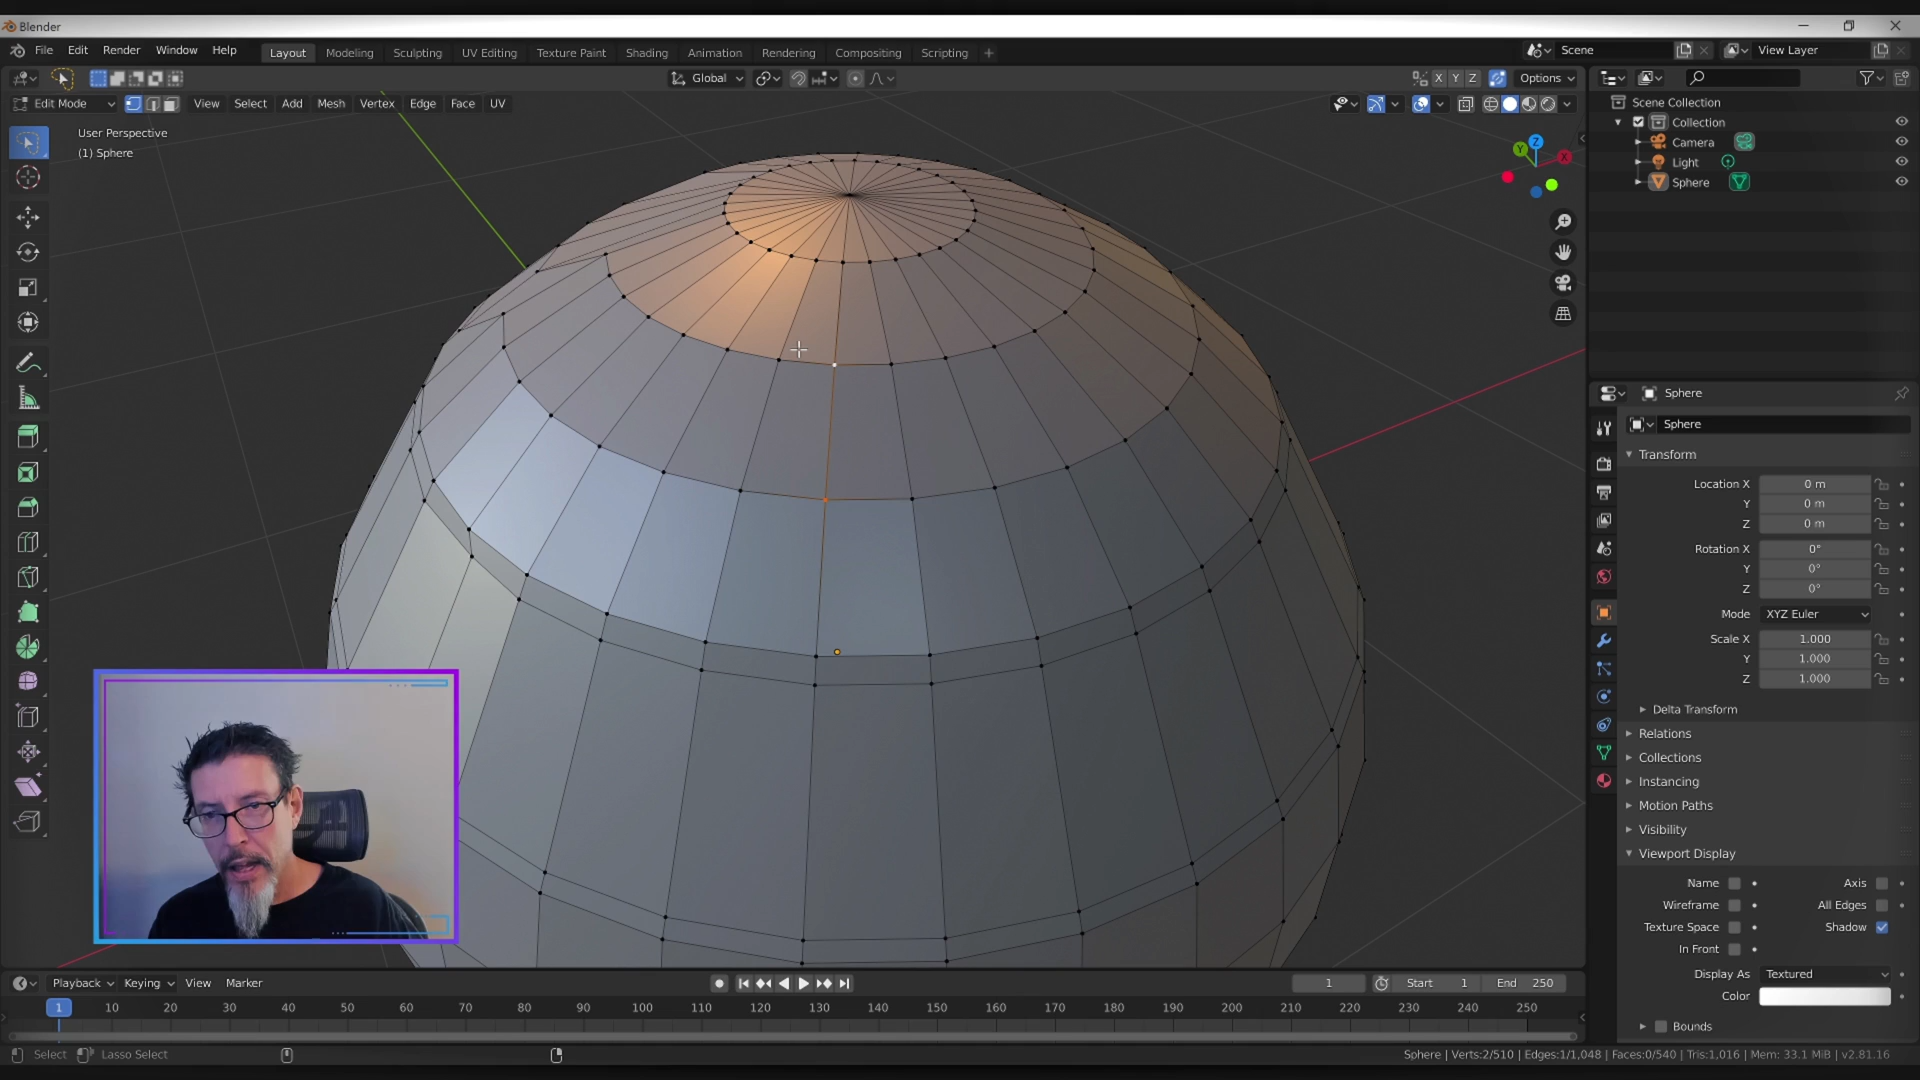 Blender
File Edit Render Window Help
Layout Modeling Sculpting UV Editing Texture Paint Shading Animation Rendering Compositing Scripting +
Scene
View Layer
Global
X Y Z
Options
Edit Mode View Select Add Mesh Vertex Edge Face UV
User Perspective
(1) Sphere
Z
Y
X
Scene Collection
Collection
Camera
Light
Sphere
Sphere
Sphere
Transform
Location X 0 m
Y 0 m
Z 0 m
Rotation X 0°
Y 0°
Z 0°
Mode XYZ Euler
Scale X 1.000
Y 1.000
Z 1.000
Delta Transform
Relations
Collections
Instancing
Motion Paths
Visibility
Viewport Display
Name Axis
Wireframe All Edges
Texture Space Shadow
In Front
Display As Textured
Color
Bounds
Playback Keying View Marker
1 Start 1 End 250
1 10 20 30 40 50 60 70 80 90 100 110 120 130 140 150 160 170 180 190 200 210 220 230 240 250
Select Lasso Select
Sphere | Verts:2/510 | Edges:1/1,048 | Faces:0/540 | Tris:1,016 | Mem: 33.1 MiB | v2.81.16